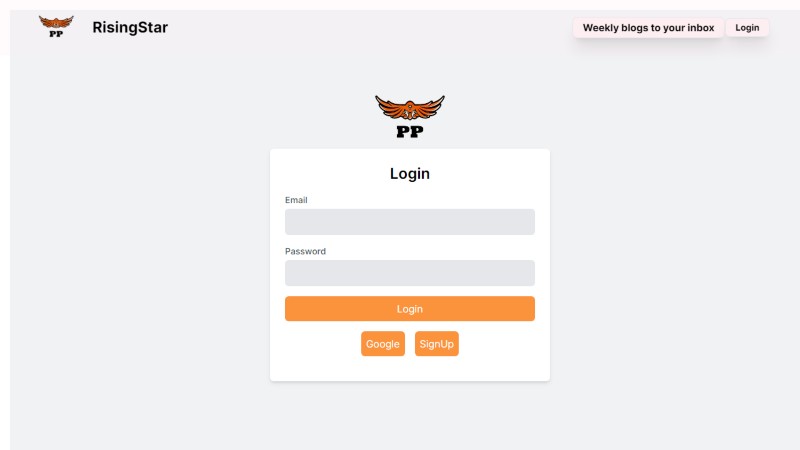 PP
RisingStar
Weekly blogs to your inbox
Login
PP
Login
Email
Password
Login
Google
SignUp